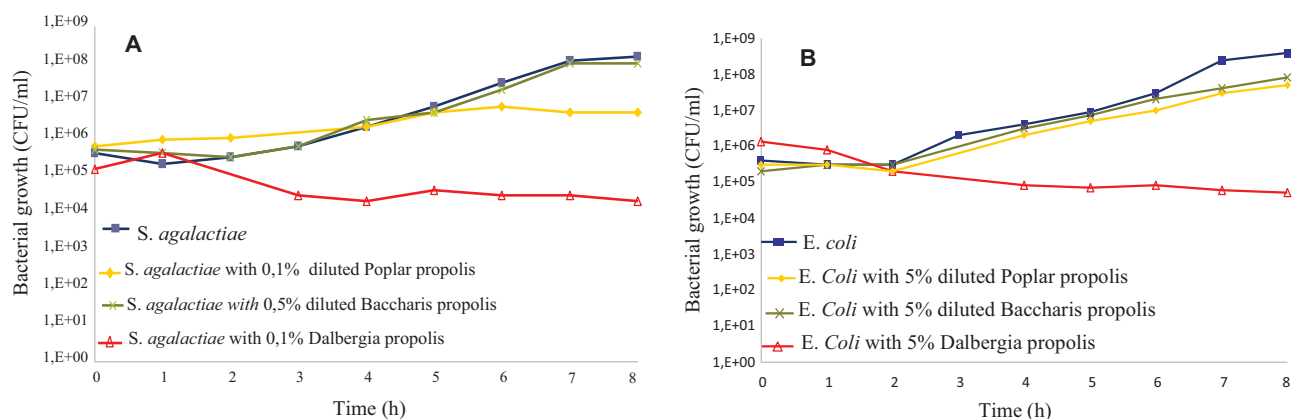 A
Bacterial growth (CFU/ml)
1,E+09
1,E+08
1,E+07
1,E+06
1,E+05
1,E+04
1,E+03
1,E+02
1,E+01
1,E+00
S. agalactiae
S. agalactiae with 0,1% diluted Poplar propolis
S. agalactiae with 0,5% diluted Baccharis propolis
S. agalactiae with 0,1% Dalbergia propolis
0 1 2 3 4 5 6 7 8
Time (h)
B
Bacterial growth (CFU/ml)
1,E+09
1,E+08
1,E+07
1,E+06
1,E+05
1,E+04
1,E+03
1,E+02
1,E+01
1,E+00
E. coli
E. Coli with 5% diluted Poplar propolis
E. Coli with 5% diluted Baccharis propolis
E. Coli with 5% Dalbergia propolis
0 1 2 3 4 5 6 7 8
Time (h)